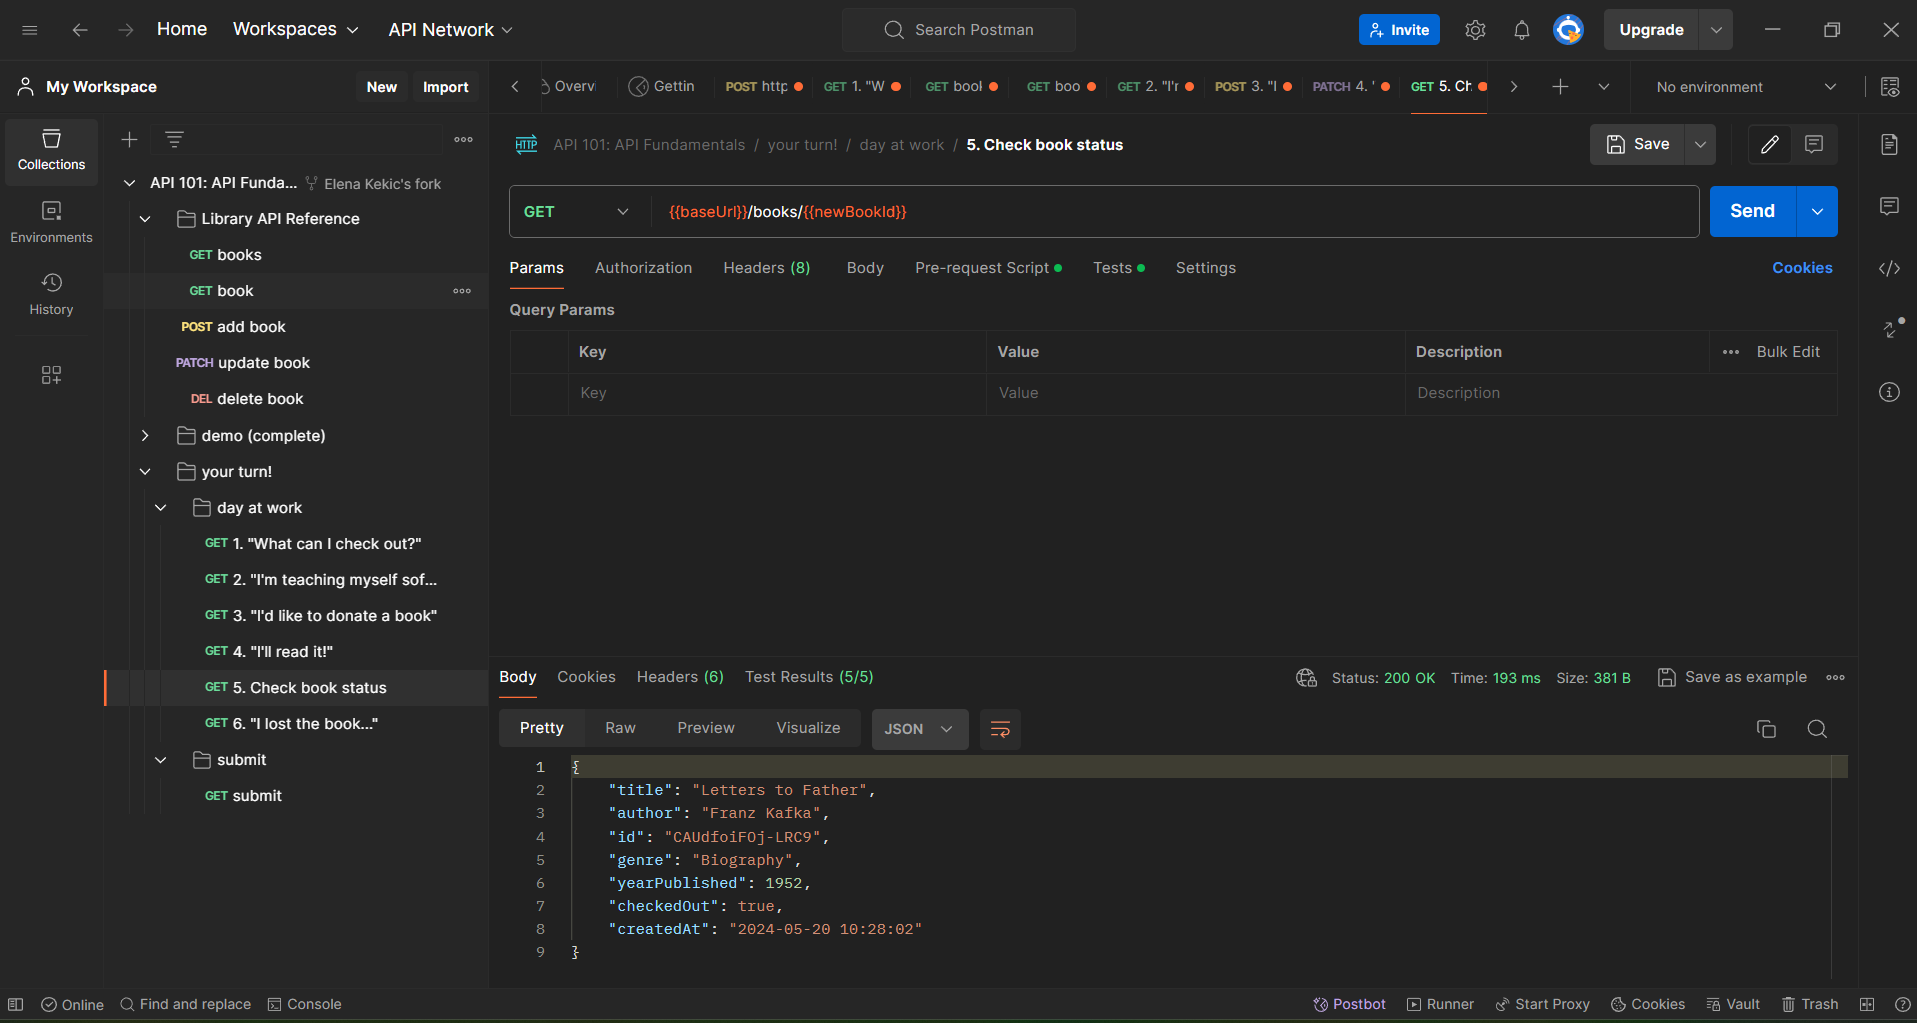 Home Workspaces API Network Search Postman Invite Upgrade
My Workspace New Import Overvi Gettin POST http GET 1. "W GET book GET boo GET 2. "I'r POST 3. "I PATCH 4. ' GET 5. Ch No environment
Collections
Environments
History
API 101: API Funda... Elena Kekic's fork
Library API Reference
GET books
GET book
POST add book
PATCH update book
DEL delete book
demo (complete)
your turn!
day at work
GET 1. "What can I check out?"
GET 2. "I'm teaching myself sof...
GET 3. "I'd like to donate a book"
GET 4. "I'll read it!"
GET 5. Check book status
GET 6. "I lost the book..."
submit
GET submit
HTTP API 101: API Fundamentals / your turn! / day at work / 5. Check book status Save
GET {{baseUrl}}/books/{{newBookId}} Send
Params Authorization Headers (8) Body Pre-request Script Tests Settings Cookies
Query Params
Key Value Description Bulk Edit
Key Value Description
Body Cookies Headers (6) Test Results (5/5) Status: 200 OK Time: 193 ms Size: 381 B Save as example
Pretty Raw Preview Visualize JSON
1 {
2 "title": "Letters to Father",
3 "author": "Franz Kafka",
4 "id": "CAUdfoiFOj-LRC9",
5 "genre": "Biography",
6 "yearPublished": 1952,
7 "checkedOut": true,
8 "createdAt": "2024-05-20 10:28:02"
9 }
Online Find and replace Console Postbot Runner Start Proxy Cookies Vault Trash